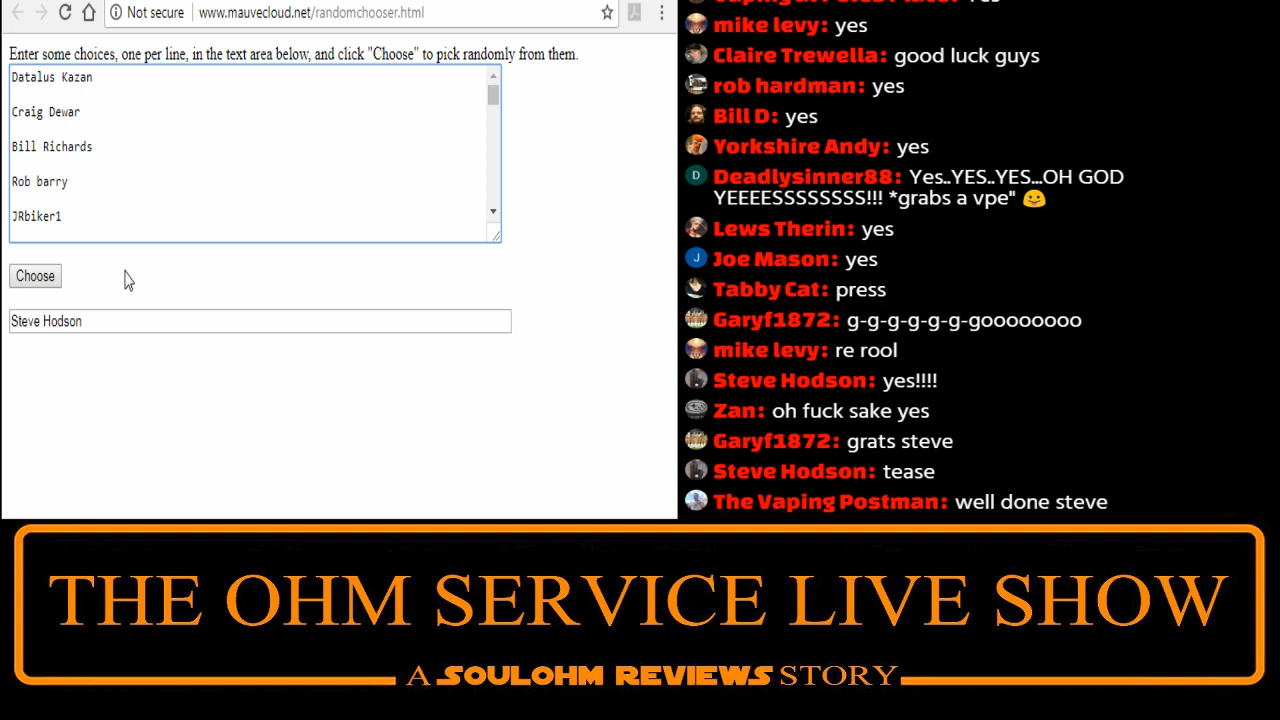 Not secure www.mauvecloud.net/randomchooser.html
Enter some choices, one per line, in the text area below, and click "Choose" to pick randomly from them.
Datalus Kazan
Craig Dewar
Bill Richards
Rob barry
JRbiker1
Choose
Steve Hodson
mike levy: yes
Claire Trewella: good luck guys
rob hardman: yes
Bill D: yes
Yorkshire Andy: yes
D Deadlysinner88: Yes..YES..YES...OH GOD
YEEEESSSSSSSS!!! *grabs a vpe"
Lews Therin: yes
J Joe Mason: yes
Tabby Cat: press
Garyf1872: g-g-g-g-g-g-goooooooo
mike levy: re rool
Steve Hodson: yes!!!!
Zan: oh fuck sake yes
Garyf1872: grats steve
Steve Hodson: tease
The Vaping Postman: well done steve
THE OHM SERVICE LIVE SHOW
A SOULOHM REVIEWS STORY